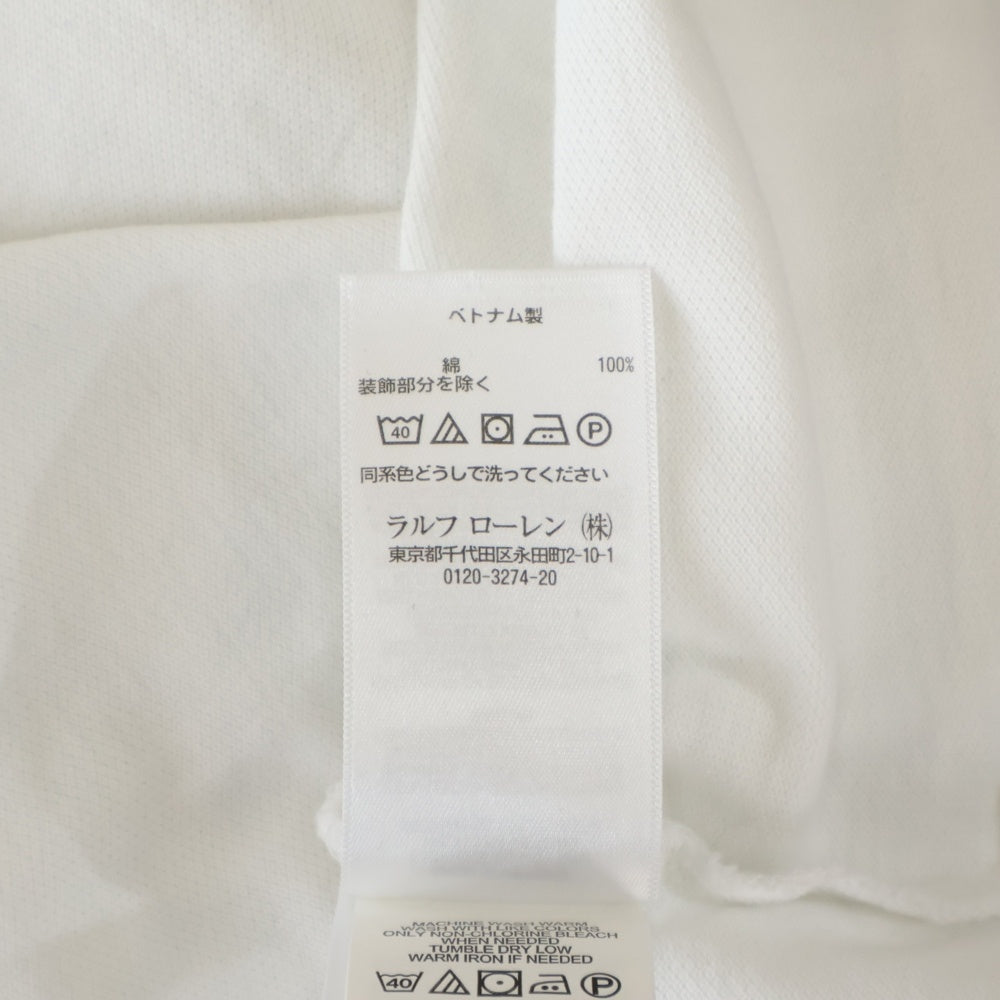 ベトナム製
綿 100%
装飾部分を除く
40 P
同系色どうしで洗ってください
ラルフ ローレン ㈱
東京都千代田区永田町2-10-1
0120-3274-20
MACHINE WASH WARM
WASH WITH LIKE COLORS
ONLY NON-CHLORINE BLEACH
WHEN NEEDED
TUMBLE DRY LOW
WARM IRON IF NEEDED
40 P